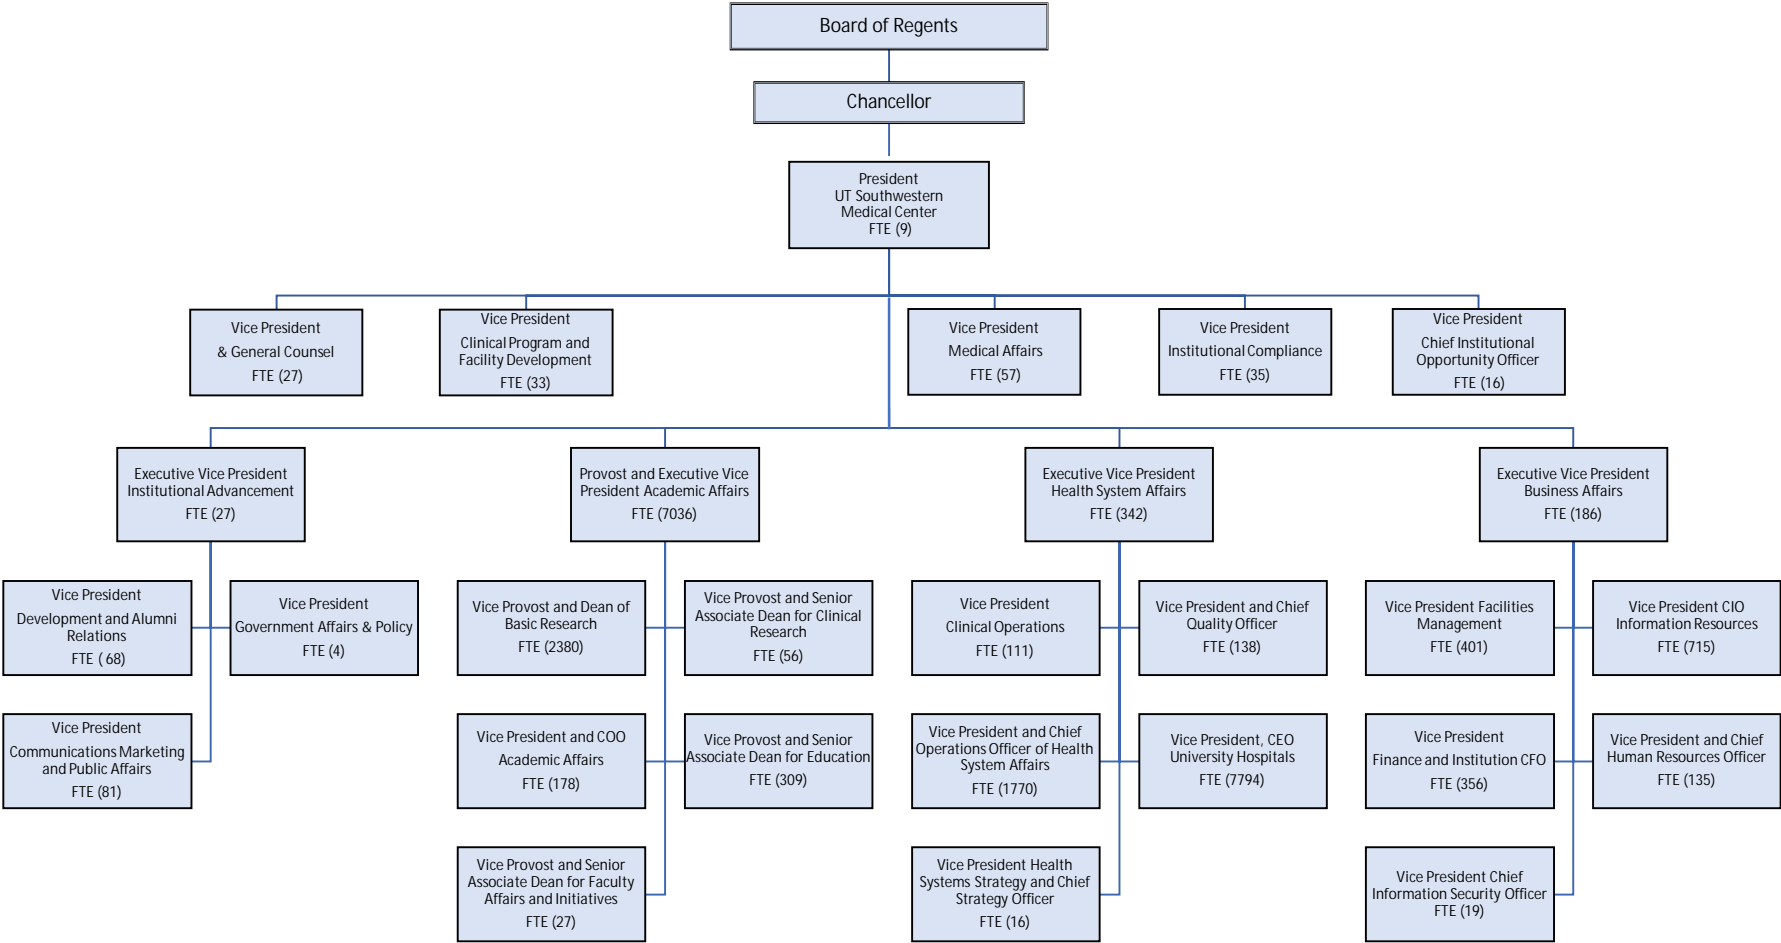 Board of Regents
Chancellor
President
UT Southwestern
Medical Center
FTE (9)
Vice President
& General Counsel
FTE (27)
Vice President
Clinical Program and
Facility Development
FTE (33)
Vice President
Medical Affairs
FTE (57)
Vice President
Institutional Compliance
FTE (35)
Vice President
Chief Institutional
Opportunity Officer
FTE (16)
Executive Vice President
Institutional Advancement
FTE (27)
Provost and Executive Vice
President Academic Affairs
FTE (7036)
Executive Vice President
Health System Affairs
FTE (342)
Executive Vice President
Business Affairs
FTE (186)
Vice President
Development and Alumni
Relations
FTE ( 68)
Vice President
Government Affairs & Policy
FTE (4)
Vice Provost and Dean of
Basic Research
FTE (2380)
Vice Provost and Senior
Associate Dean for Clinical
Research
FTE (56)
Vice President
Clinical Operations
FTE (111)
Vice President and Chief
Quality Officer
FTE (138)
Vice President Facilities
Management
FTE (401)
Vice President CIO
Information Resources
FTE (715)
Vice President
Communications Marketing
and Public Affairs
FTE (81)
Vice President and COO
Academic Affairs
FTE (178)
Vice Provost and Senior
Associate Dean for Education
FTE (309)
Vice President and Chief
Operations Officer of Health
System Affairs
FTE (1770)
Vice President, CEO
University Hospitals
FTE (7794)
Vice President
Finance and Institution CFO
FTE (356)
Vice President and Chief
Human Resources Officer
FTE (135)
Vice Provost and Senior
Associate Dean for Faculty
Affairs and Initiatives
FTE (27)
Vice President Health
Systems Strategy and Chief
Strategy Officer
FTE (16)
Vice President Chief
Information Security Officer
FTE (19)